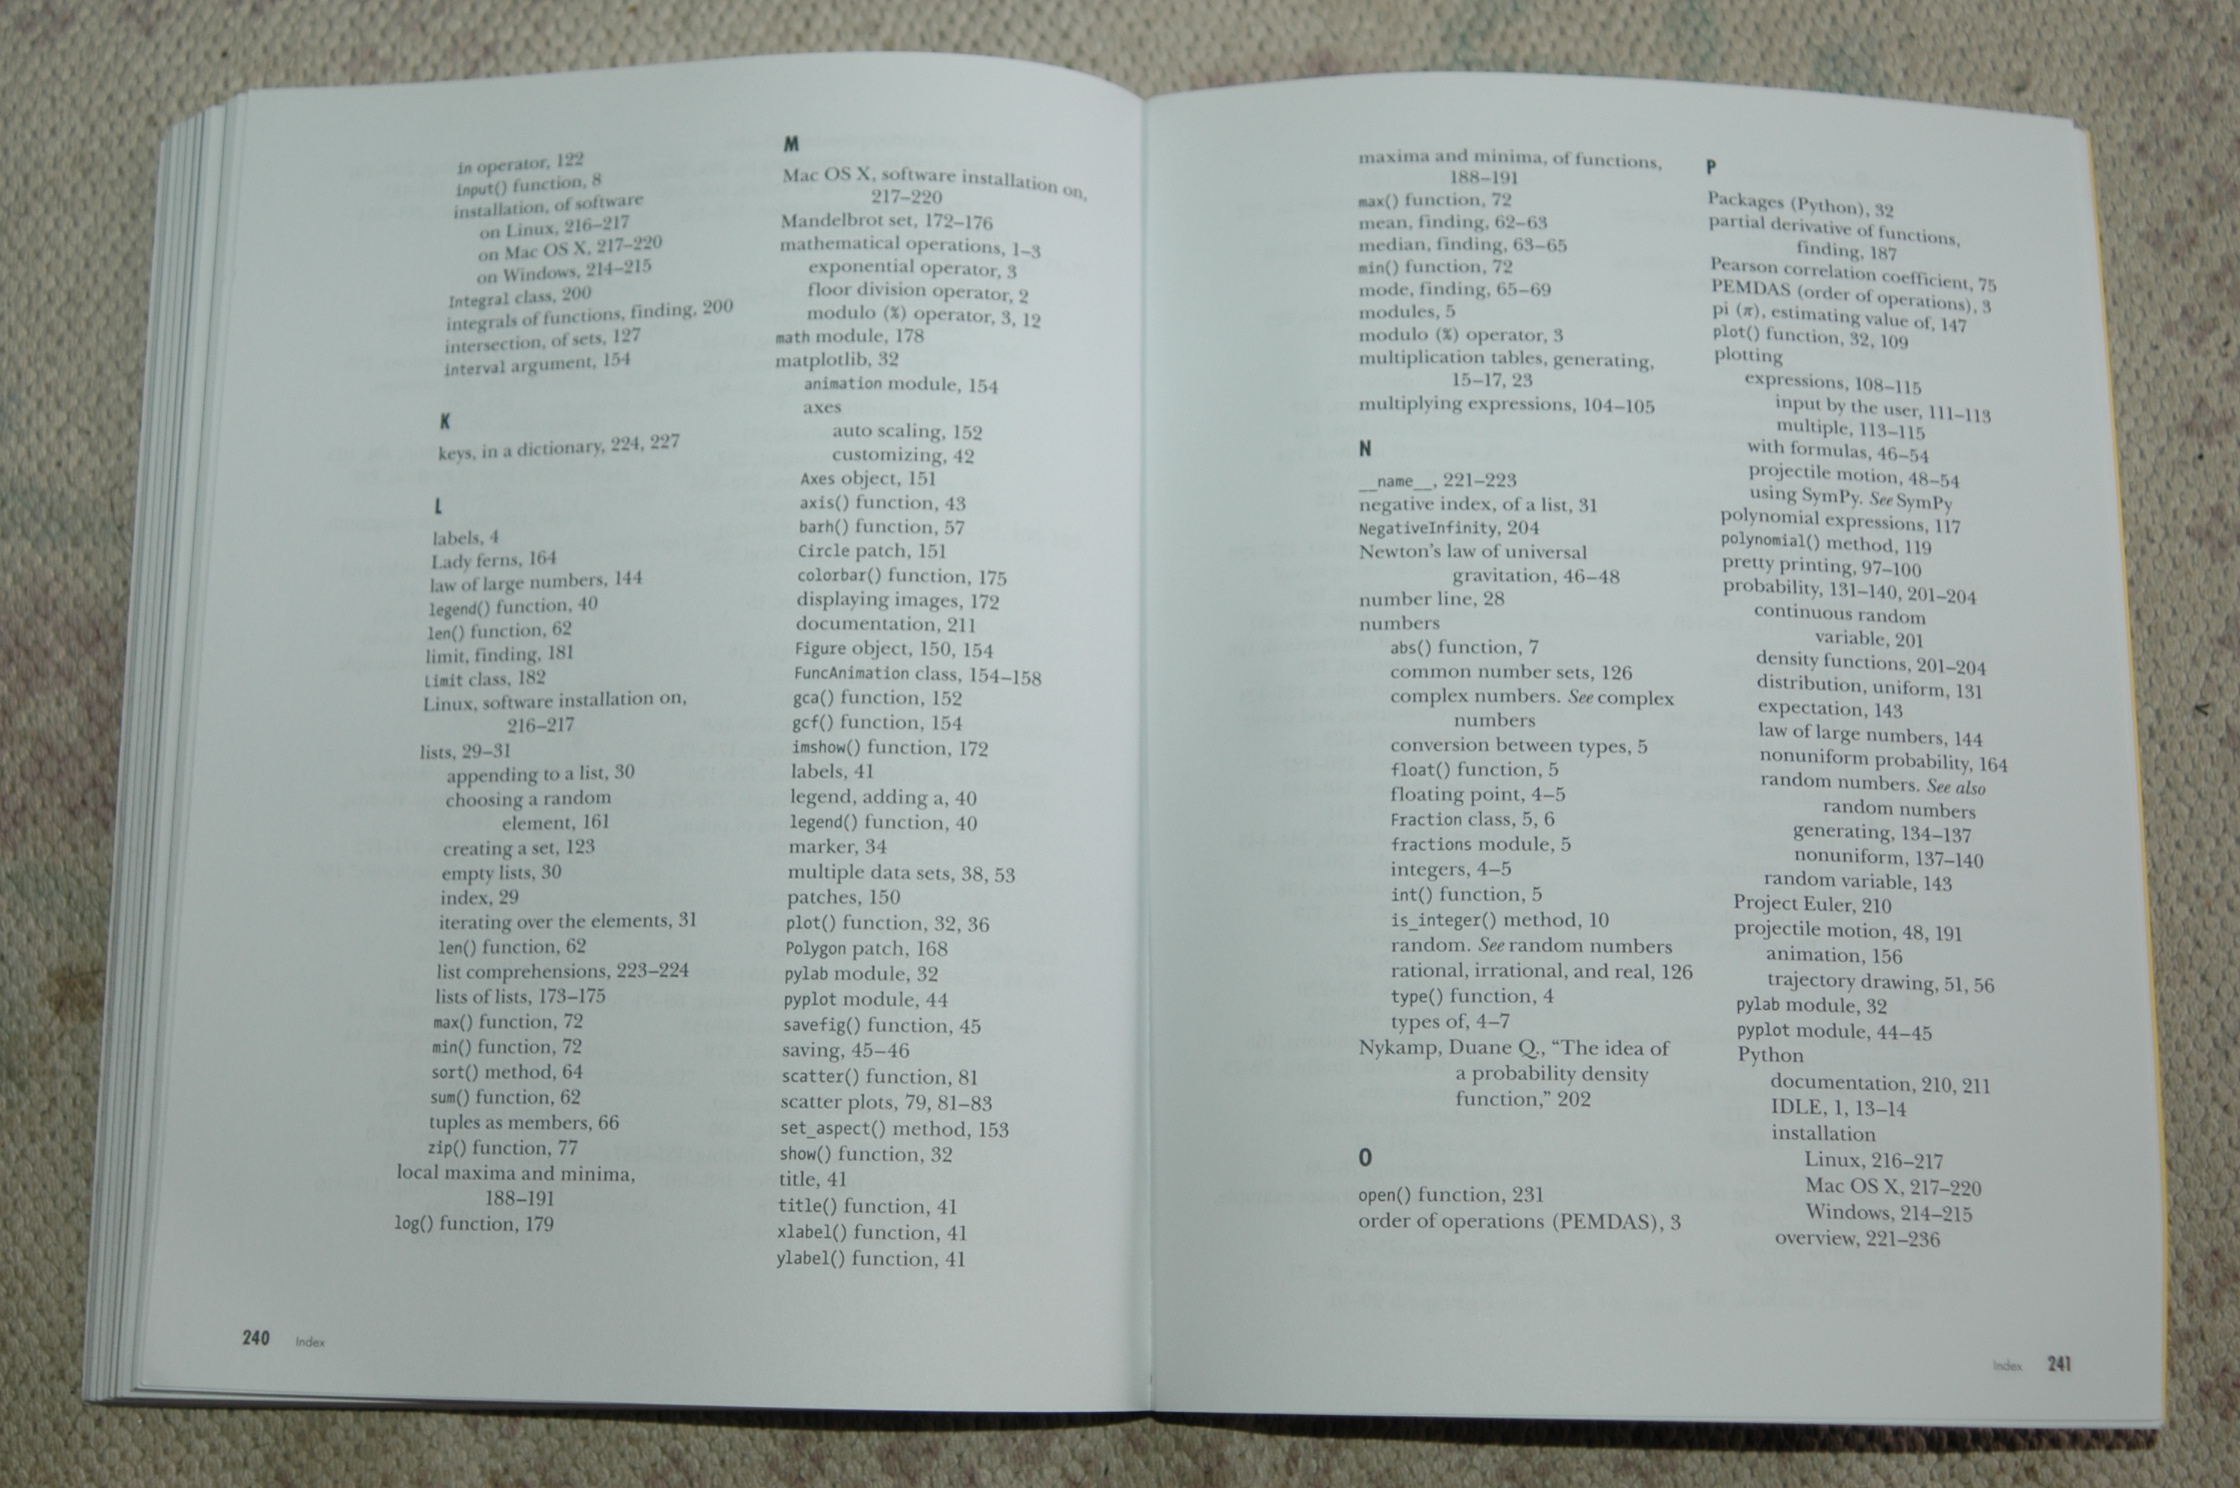 in operator, 122
input() function, 8
installation, of software
on Linux, 216–217
on Mac OS X, 217–220
on Windows, 214–215
Integral class, 200
integrals of functions, finding, 200
intersection, of sets, 127
interval argument, 154
K
keys, in a dictionary, 224, 227
L
labels, 4
Lady ferns, 164
law of large numbers, 144
legend() function, 40
len() function, 62
limit, finding, 181
Limit class, 182
Linux, software installation on,
216–217
lists, 29–31
appending to a list, 30
choosing a random
element, 161
creating a set, 123
empty lists, 30
index, 29
iterating over the elements, 31
len() function, 62
list comprehensions, 223–224
lists of lists, 173–175
max() function, 72
min() function, 72
sort() method, 64
sum() function, 62
tuples as members, 66
zip() function, 77
local maxima and minima,
188–191
log() function, 179
M
Mac OS X, software installation on,
217–220
Mandelbrot set, 172–176
mathematical operations, 1–3
exponential operator, 3
floor division operator, 2
modulo (%) operator, 3, 12
math module, 178
matplotlib, 32
animation module, 154
axes
auto scaling, 152
customizing, 42
Axes object, 151
axis() function, 43
barh() function, 57
Circle patch, 151
colorbar() function, 175
displaying images, 172
documentation, 211
Figure object, 150, 154
FuncAnimation class, 154–158
gca() function, 152
gcf() function, 154
imshow() function, 172
labels, 41
legend, adding a, 40
legend() function, 40
marker, 34
multiple data sets, 38, 53
patches, 150
plot() function, 32, 36
Polygon patch, 168
pylab module, 32
pyplot module, 44
savefig() function, 45
saving, 45–46
scatter() function, 81
scatter plots, 79, 81–83
set_aspect() method, 153
show() function, 32
title, 41
title() function, 41
xlabel() function, 41
ylabel() function, 41
240 Index
maxima and minima, of functions,
188–191
max() function, 72
mean, finding, 62–63
median, finding, 63–65
min() function, 72
mode, finding, 65–69
modules, 5
modulo (%) operator, 3
multiplication tables, generating,
15–17, 23
multiplying expressions, 104–105
N
__name__, 221–223
negative index, of a list, 31
NegativeInfinity, 204
Newton's law of universal
gravitation, 46–48
number line, 28
numbers
abs() function, 7
common number sets, 126
complex numbers. See complex
numbers
conversion between types, 5
float() function, 5
floating point, 4–5
Fraction class, 5, 6
fractions module, 5
integers, 4–5
int() function, 5
is_integer() method, 10
random. See random numbers
rational, irrational, and real, 126
type() function, 4
types of, 4–7
Nykamp, Duane Q., “The idea of
a probability density
function,” 202
O
open() function, 231
order of operations (PEMDAS), 3
P
Packages (Python), 32
partial derivative of functions,
finding, 187
Pearson correlation coefficient, 75
PEMDAS (order of operations), 3
pi (π), estimating value of, 147
plot() function, 32, 109
plotting
expressions, 108–115
input by the user, 111–113
multiple, 113–115
with formulas, 46–54
projectile motion, 48–54
using SymPy. See SymPy
polynomial expressions, 117
polynomial() method, 119
pretty printing, 97–100
probability, 131–140, 201–204
continuous random
variable, 201
density functions, 201–204
distribution, uniform, 131
expectation, 143
law of large numbers, 144
nonuniform probability, 164
random numbers. See also
random numbers
generating, 134–137
nonuniform, 137–140
random variable, 143
Project Euler, 210
projectile motion, 48, 191
animation, 156
trajectory drawing, 51, 56
pylab module, 32
pyplot module, 44–45
Python
documentation, 210, 211
IDLE, 1, 13–14
installation
Linux, 216–217
Mac OS X, 217–220
Windows, 214–215
overview, 221–236
Index 241